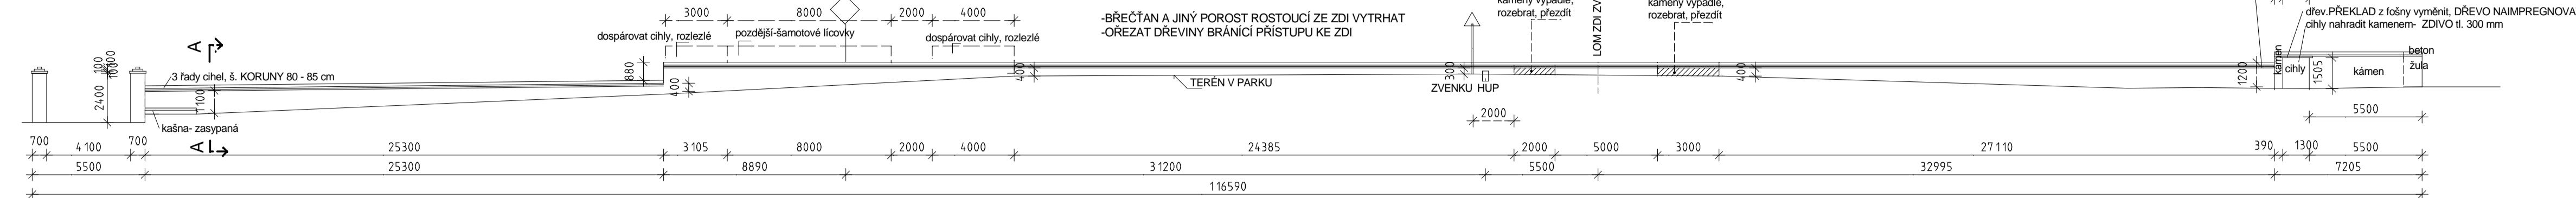 3000 8000 2000 4000
-BŘEČŤAN A JINÝ POROST ROSTOUCÍ ZE ZDI VYTRHAT
-OŘEZAT DŘEVINY BRÁNÍCÍ PŘÍSTUPU KE ZDI
kameny vypadlé,
rozebrat, přezdít
kameny vypadlé,
rozebrat, přezdít
LOM ZDI
dřev.PŘEKLAD z fošny vyměnit, DŘEVO NAIMPREGNOVA
cihly nahradit kamenem- ZDIVO tl. 300 mm
dospárovat cihly, rozlezlé
pozdější-šamotové lícovky
dospárovat cihly, rozlezlé
A
3 řady cihel, š. KORUNY 80 - 85 cm
100
2400
1100
880
400
400
TERÉN V PARKU
300
ZVENKU HUP
400
1200
kámen
cihly
1505
kámen
beton
žula
kašna- zasypaná
A
2000
5500
700 4100 700 25300 3105 8000 2000 4000 24385 2000 5000 3000 27110 390 1300 5500
5500 25300 8890 31200 5500 32995 7205
116590